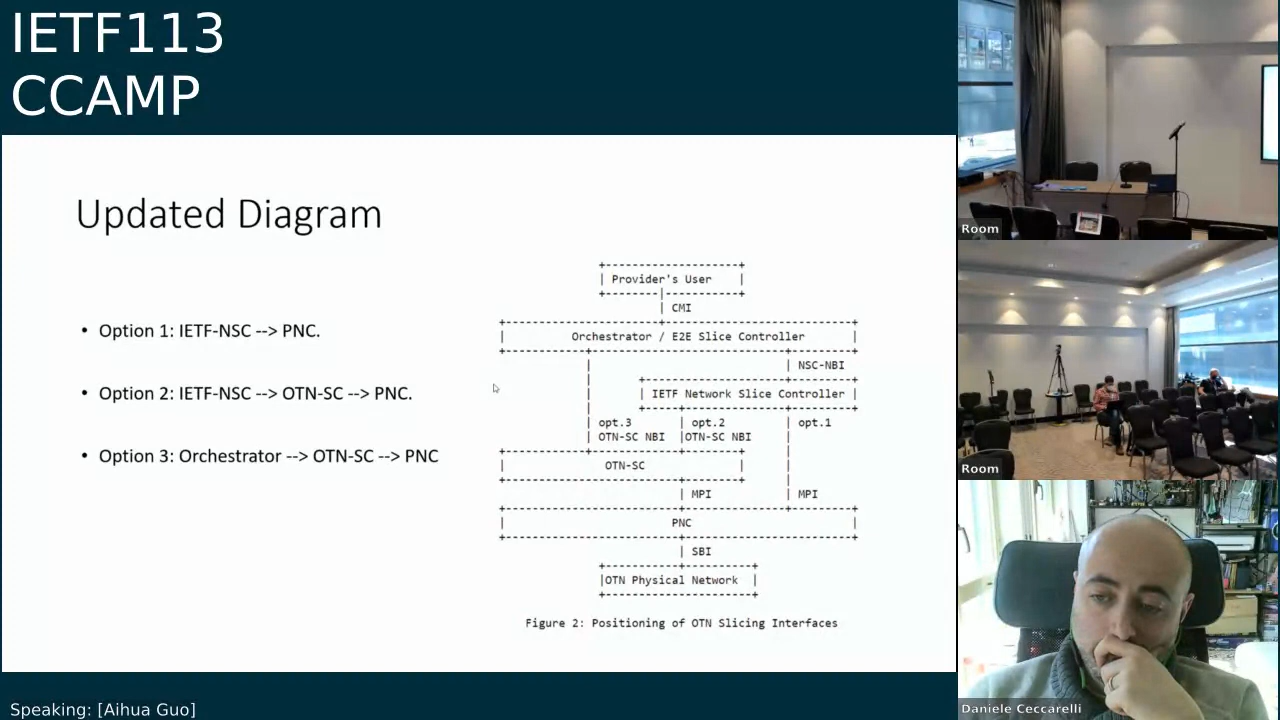 IETF113
CCAMP
Updated Diagram
• Option 1: IETF-NSC --> PNC.
• Option 2: IETF-NSC --> OTN-SC --> PNC.
• Option 3: Orchestrator --> OTN-SC --> PNC
Provider's User
CMI
Orchestrator / E2E Slice Controller
NSC-NBI
IETF Network Slice Controller
opt.3 opt.2 opt.1
OTN-SC NBI OTN-SC NBI
OTN-SC
MPI MPI
PNC
SBI
OTN Physical Network
Figure 2: Positioning of OTN Slicing Interfaces
Speaking: [Aihua Guo]
Room
Room
Daniele Ceccarelli